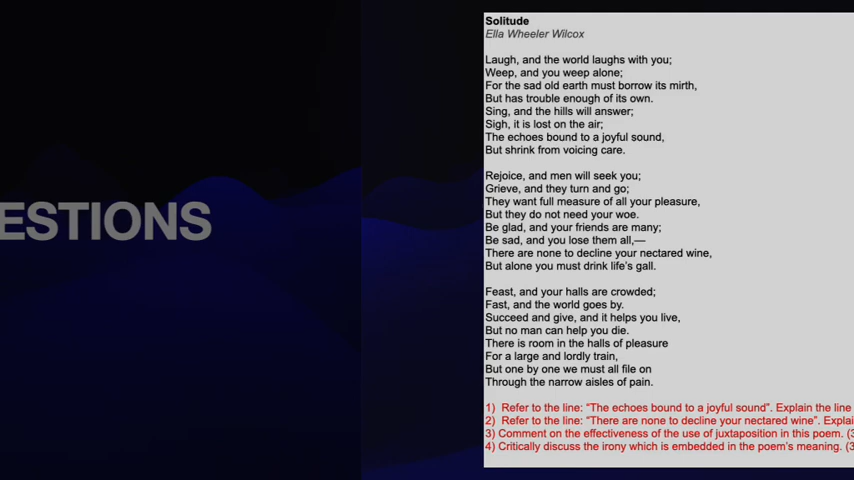 ESTIONS
Solitude
Ella Wheeler Wilcox
Laugh, and the world laughs with you;
Weep, and you weep alone;
For the sad old earth must borrow its mirth,
But has trouble enough of its own.
Sing, and the hills will answer;
Sigh, it is lost on the air;
The echoes bound to a joyful sound,
But shrink from voicing care.
Rejoice, and men will seek you;
Grieve, and they turn and go;
They want full measure of all your pleasure,
But they do not need your woe.
Be glad, and your friends are many;
Be sad, and you lose them all,—
There are none to decline your nectared wine,
But alone you must drink life's gall.
Feast, and your halls are crowded;
Fast, and the world goes by.
Succeed and give, and it helps you live,
But no man can help you die.
There is room in the halls of pleasure
For a large and lordly train,
But one by one we must all file on
Through the narrow aisles of pain.
1) Refer to the line: “The echoes bound to a joyful sound”. Explain the line
2) Refer to the line: “There are none to decline your nectared wine”. Explai
3) Comment on the effectiveness of the use of juxtaposition in this poem. (3
4) Critically discuss the irony which is embedded in the poem's meaning. (3